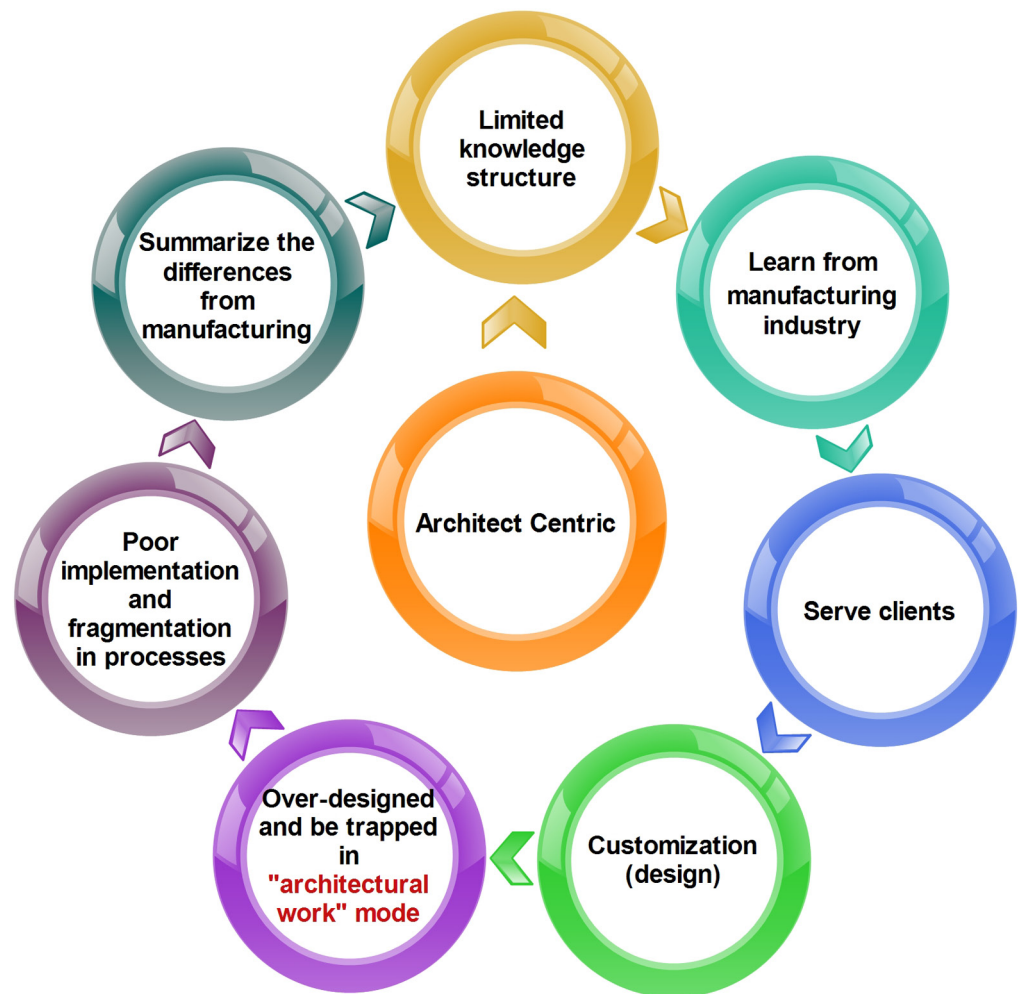 Limited
knowledge
structure
Learn from
manufacturing
industry
Serve clients
Customization
(design)
Over-designed
and be trapped
in
"architectural
work" mode
Poor
implementation
and
fragmentation
in processes
Summarize the
differences
from
manufacturing
Architect Centric